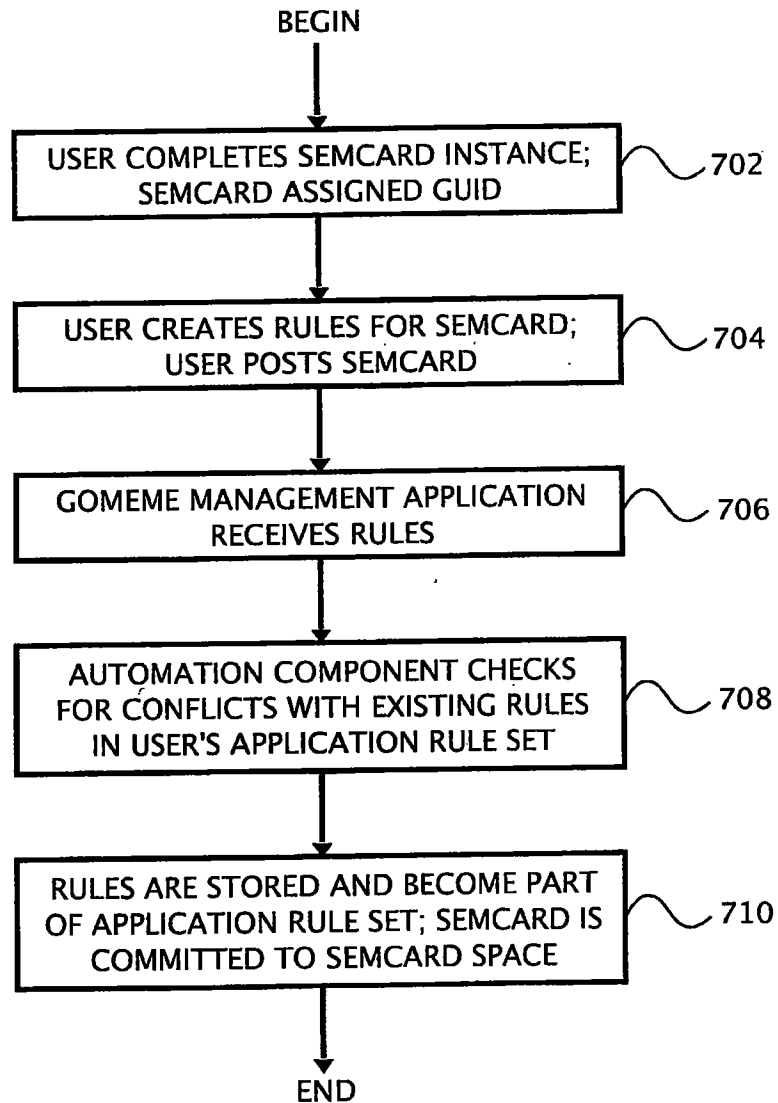 BEGIN
USER COMPLETES SEMCARD INSTANCE;
SEMCARD ASSIGNED GUID
702
USER CREATES RULES FOR SEMCARD;
USER POSTS SEMCARD
704
GOMEME MANAGEMENT APPLICATION
RECEIVES RULES
706
AUTOMATION COMPONENT CHECKS
FOR CONFLICTS WITH EXISTING RULES
IN USER'S APPLICATION RULE SET
708
RULES ARE STORED AND BECOME PART
OF APPLICATION RULE SET; SEMCARD IS
COMMITTED TO SEMCARD SPACE
710
END